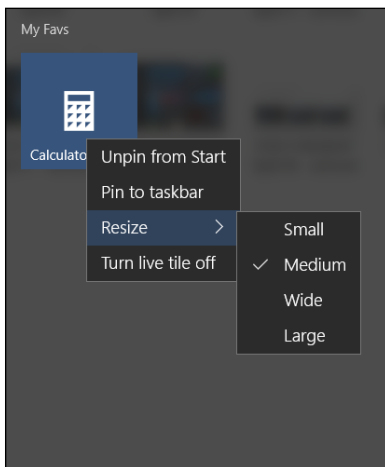 My Favs
Calculato
Unpin from Start
Pin to taskbar
Resize
Turn live tile off
Small
Medium
Wide
Large